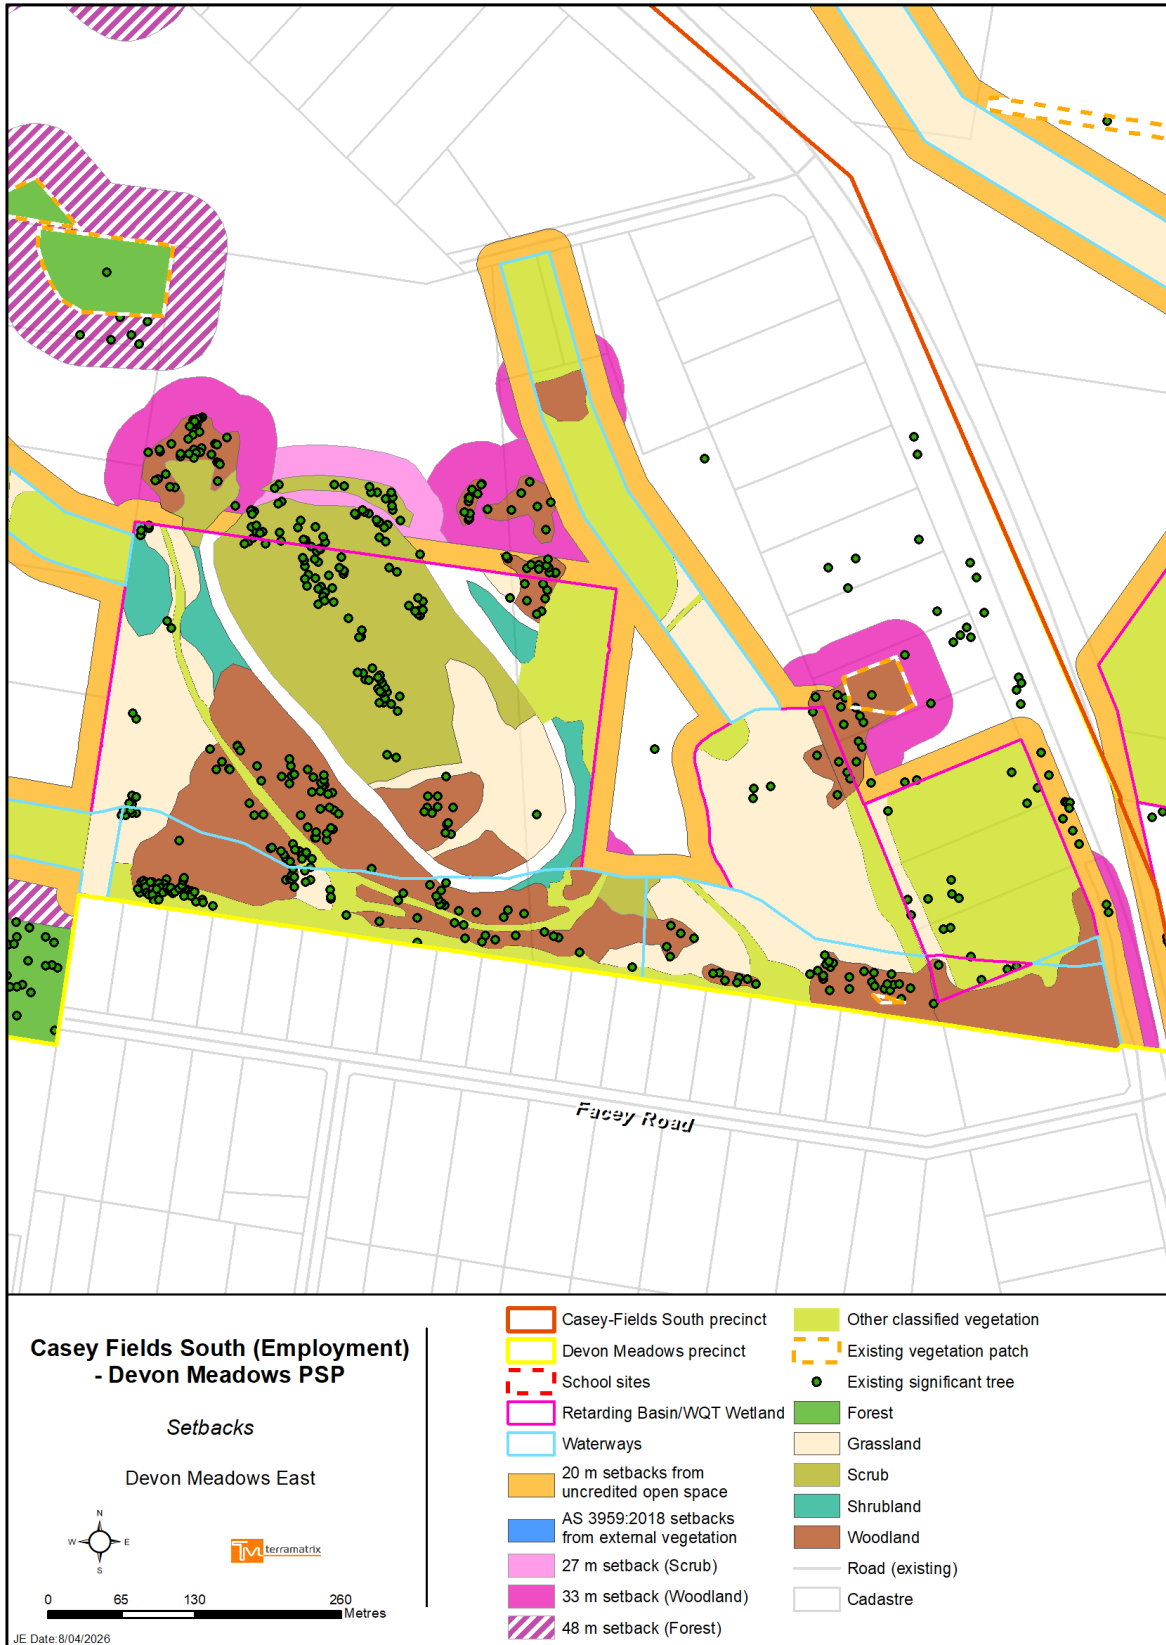 Facey Road
Casey Fields South (Employment)
- Devon Meadows PSP
Setbacks
Devon Meadows East
N
W
E
S
TM terramatrix
0 65 130 260
Metres
JE Date:8/04/2026
Casey-Fields South precinct
Devon Meadows precinct
School sites
Retarding Basin/WQT Wetland
Waterways
20 m setbacks from
uncredited open space
AS 3959:2018 setbacks
from external vegetation
27 m setback (Scrub)
33 m setback (Woodland)
48 m setback (Forest)
Other classified vegetation
Existing vegetation patch
Existing significant tree
Forest
Grassland
Scrub
Shrubland
Woodland
Road (existing)
Cadastre